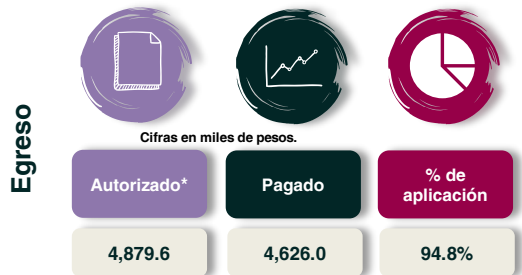 Egreso
Cifras en miles de pesos.
Autorizado*
Pagado
% de
aplicación
4,879.6
4,626.0
94.8%